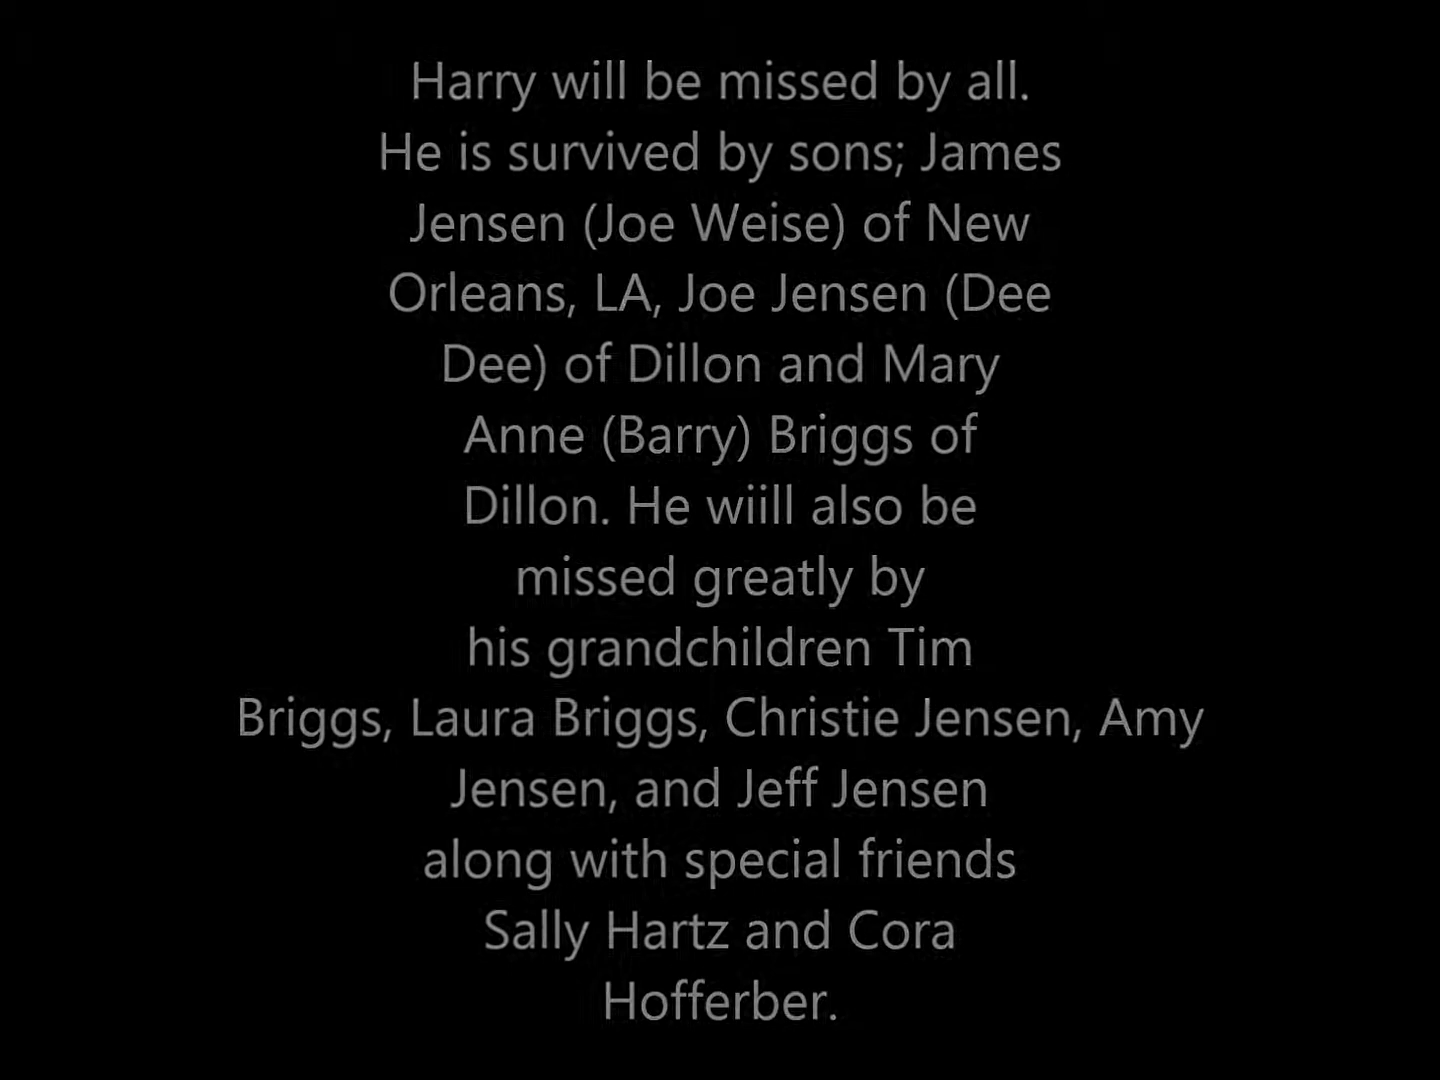 Harry will be missed by all.
He is survived by sons; James
Jensen (Joe Weise) of New
Orleans, LA, Joe Jensen (Dee
Dee) of Dillon and Mary
Anne (Barry) Briggs of
Dillon. He wiill also be
missed greatly by
his grandchildren Tim
Briggs, Laura Briggs, Christie Jensen, Amy
Jensen, and Jeff Jensen
along with special friends
Sally Hartz and Cora
Hofferber.